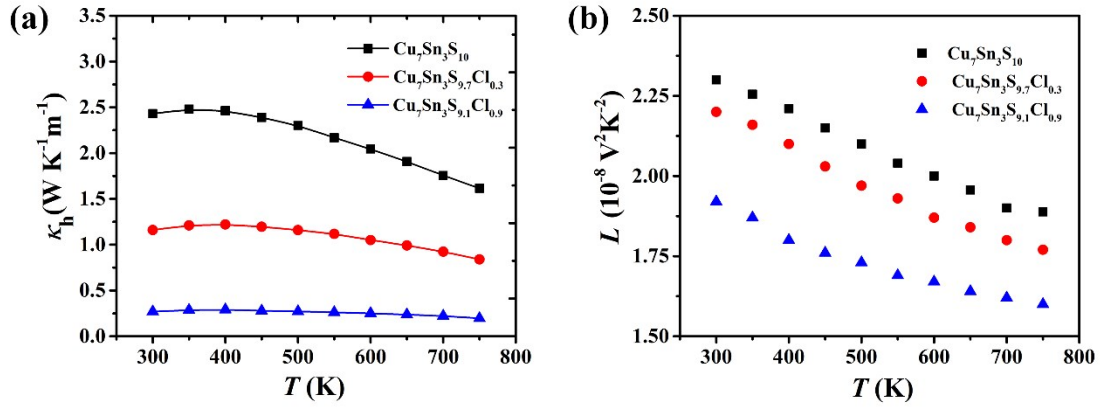 (a)
3.5
3.0
2.5
2.0
1.5
1.0
0.5
0.0
κh (W K⁻¹m⁻¹)
Cu₇Sn₃S₁₀
Cu₇Sn₃S₉.₇Cl₀.₃
Cu₇Sn₃S₉.₁Cl₀.₉
300 400 500 600 700 800
T (K)
(b)
2.50
2.25
2.00
1.75
1.50
L (10⁻⁸ V²K⁻²)
Cu₇Sn₃S₁₀
Cu₇Sn₃S₉.₇Cl₀.₃
Cu₇Sn₃S₉.₁Cl₀.₉
300 400 500 600 700 800
T (K)